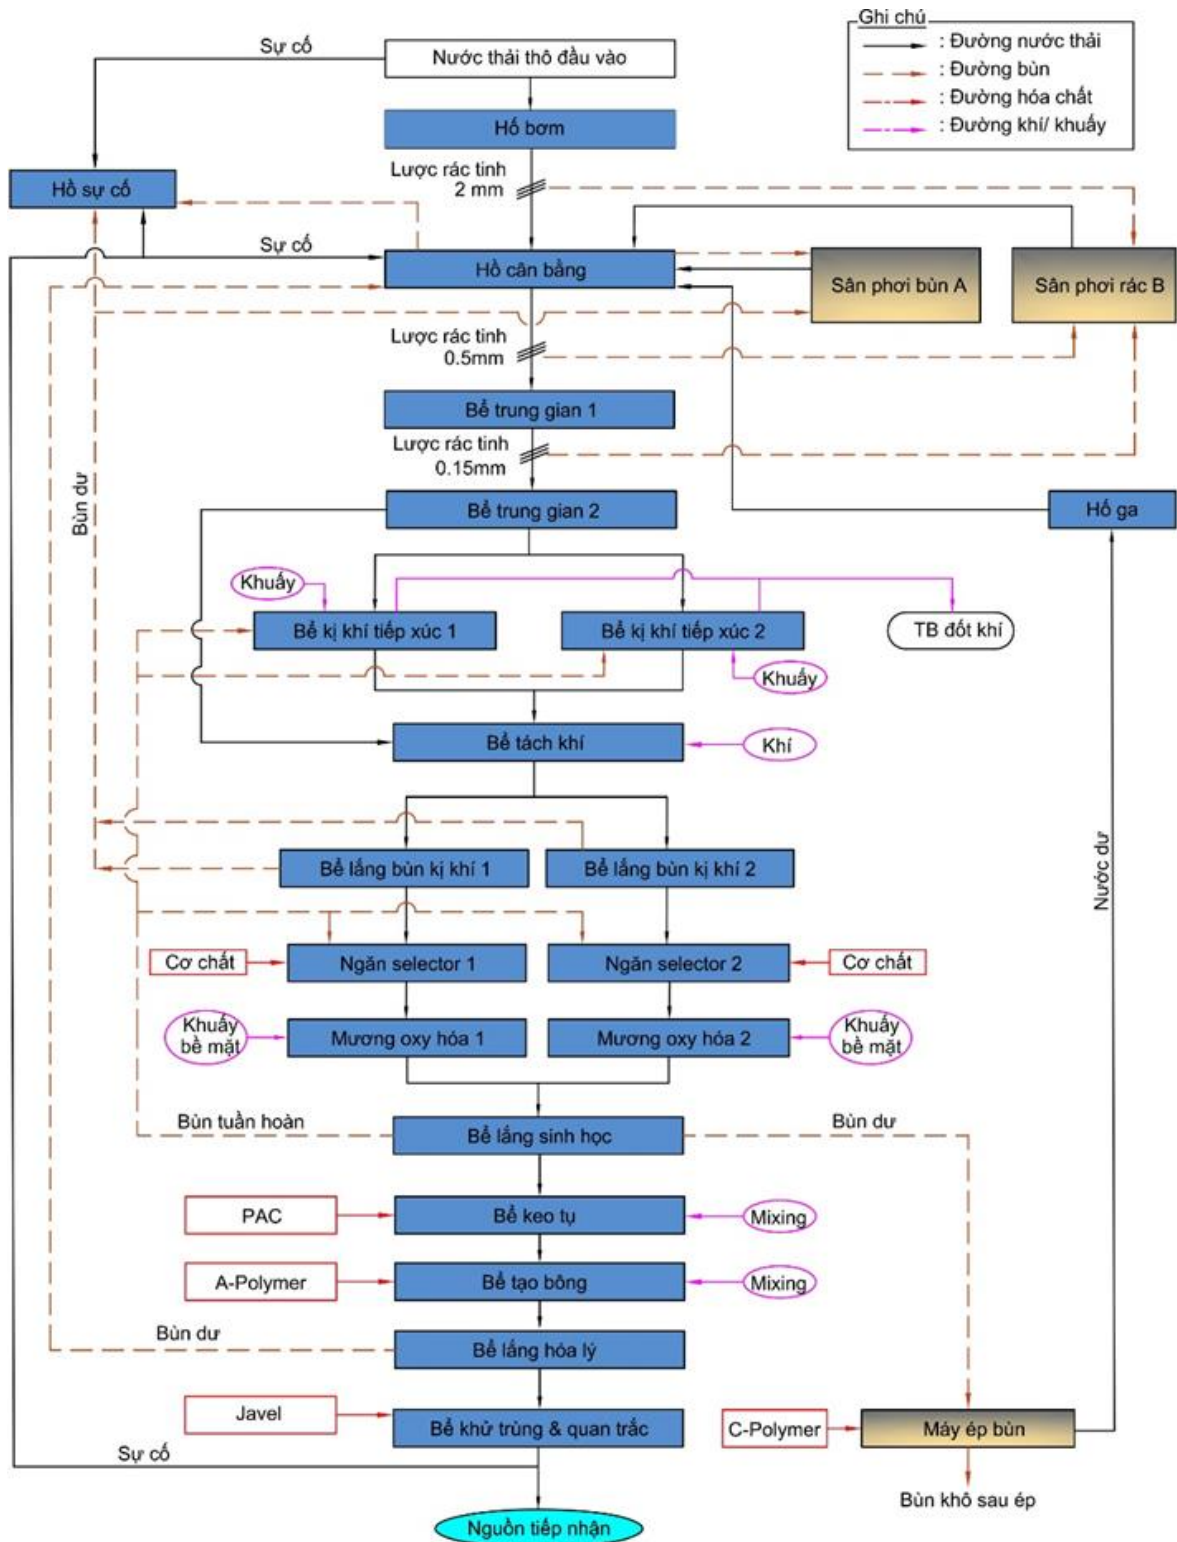 Ghi chú
: Đường nước thải
: Đường bùn
: Đường hóa chất
: Đường khí/ khuấy
Sự cố
Nước thải thô đầu vào
Hố bơm
Lược rác tinh
2 mm
Hồ sự cố
Sự cố
Hồ cân bằng
Sân phơi bùn A
Sân phơi rác B
Lược rác tinh
0.5mm
Bể trung gian 1
Lược rác tinh
0.15mm
Bùn dư
Bể trung gian 2
Hố ga
Khuấy
Bể kị khí tiếp xúc 1
Bể kị khí tiếp xúc 2
TB đốt khí
Khuấy
Bể tách khí
Khí
Bể lắng bùn kị khí 1
Bể lắng bùn kị khí 2
Nước dư
Cơ chất
Ngăn selector 1
Ngăn selector 2
Cơ chất
Khuấy
bề mặt
Mương oxy hóa 1
Mương oxy hóa 2
Khuấy
bề mặt
Bùn tuần hoàn
Bể lắng sinh học
Bùn dư
PAC
Bể keo tụ
Mixing
A-Polymer
Bể tạo bông
Mixing
Bùn dư
Bể lắng hóa lý
Javel
Bể khử trùng & quan trắc
C-Polymer
Máy ép bùn
Sự cố
Bùn khô sau ép
Nguồn tiếp nhận